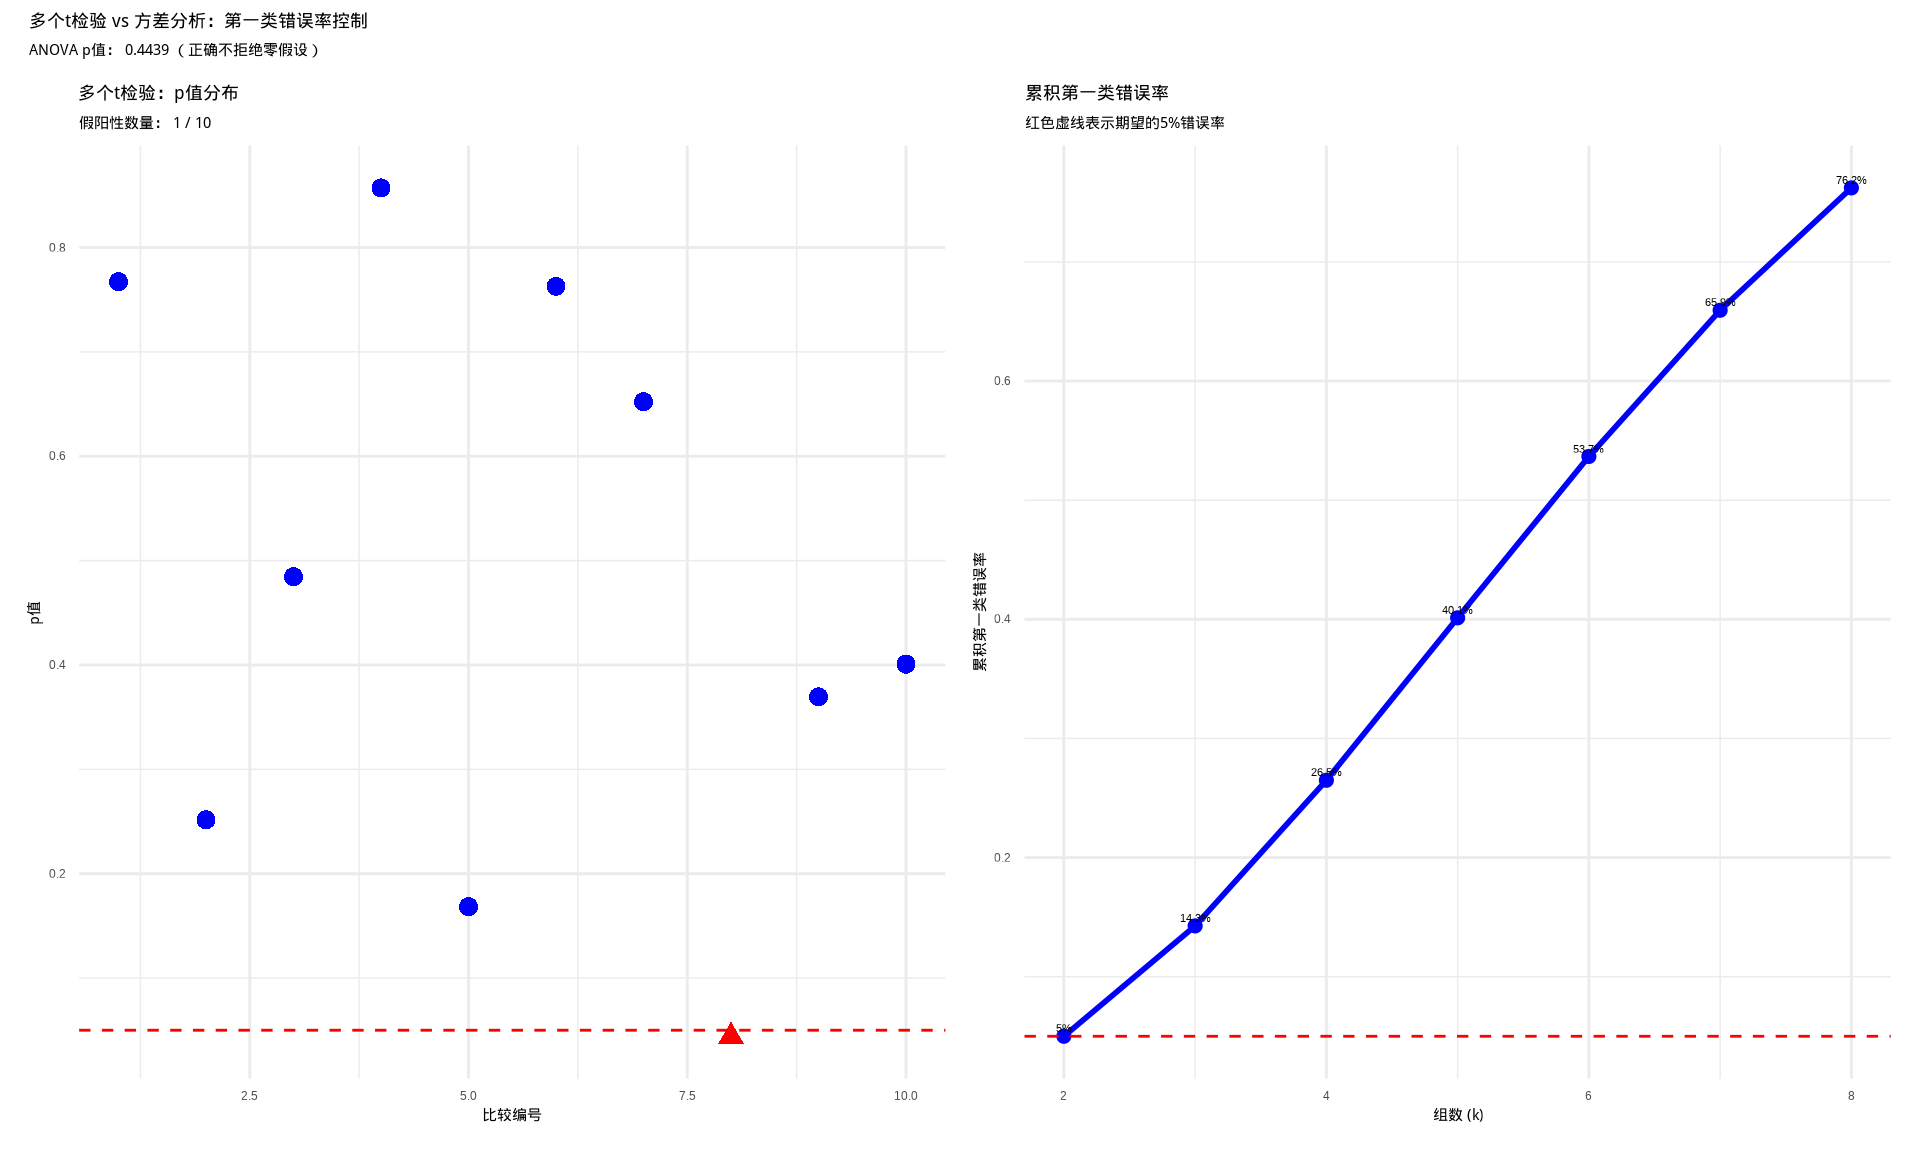 多个t检验 vs 方差分析：第一类错误率控制
ANOVA p值： 0.4439 （正确不拒绝零假设）
多个t检验：p值分布
假阳性数量： 1 / 10
p值
0.8
0.6
0.4
0.2
2.5
5.0
7.5
10.0
比较编号
累积第一类错误率
红色虚线表示期望的5%错误率
累积第一类错误率
0.6
0.4
0.2
5%
14.3%
26.5%
40.1%
53.7%
65.9%
76.2%
2
4
6
8
组数 (k)